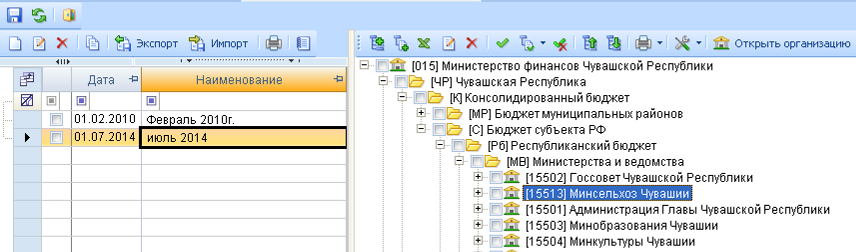 Экспорт Импорт
Открыть организацию
Дата Наименование
01.02.2010 Февраль 2010г.
01.07.2014 июль 2014
[015] Министерство финансов Чувашской Республики
[ЧР] Чувашская Республика
[К] Консолидированный бюджет
[МР] Бюджет муниципальных районов
[С] Бюджет субъекта РФ
[Рб] Республиканский бюджет
[МВ] Министерства и ведомства
[15502] Госсовет Чувашской Республики
[15513] Минсельхоз Чувашии
[15501] Администрация Главы Чувашской Республики
[15503] Минобразования Чувашии
[15504] Минкультуры Чувашии